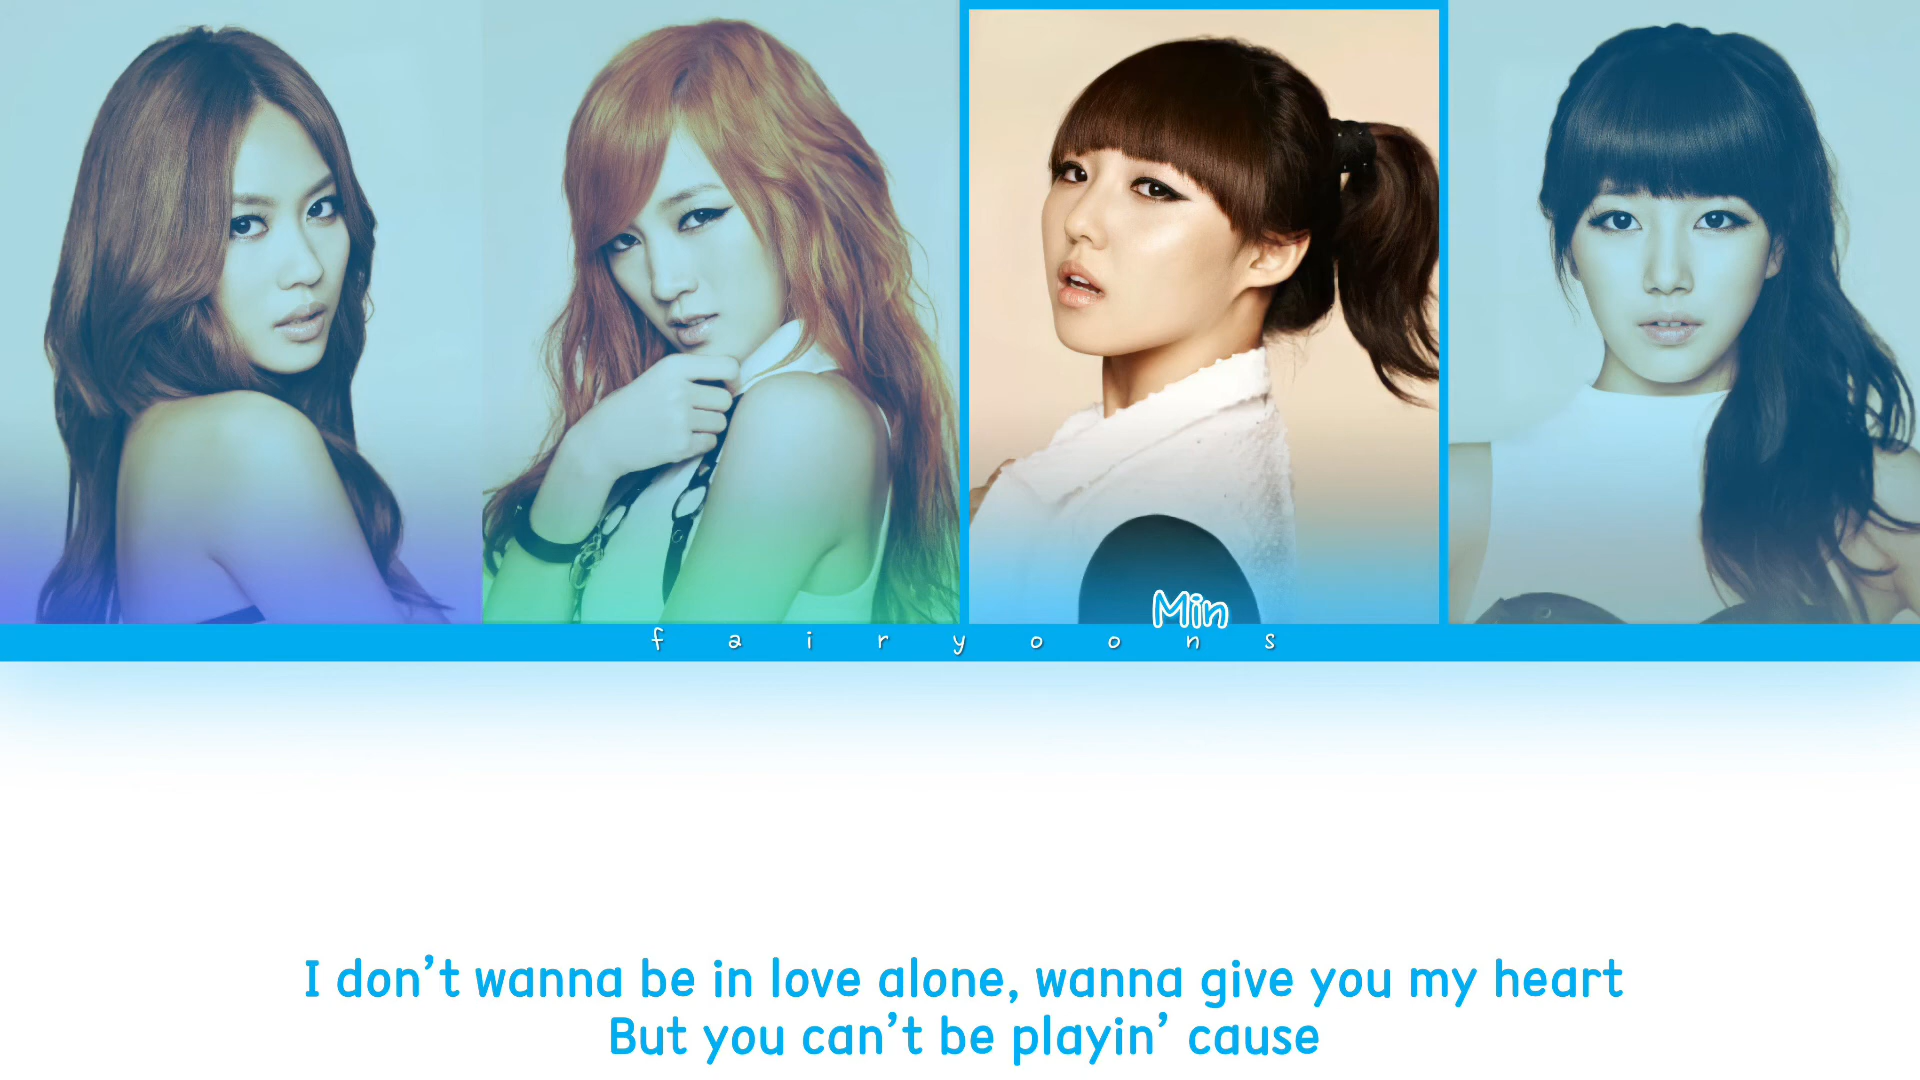 Min
f a i r y o o n s
I don’t wanna be in love alone, wanna give you my heart
But you can’t be playin’ cause